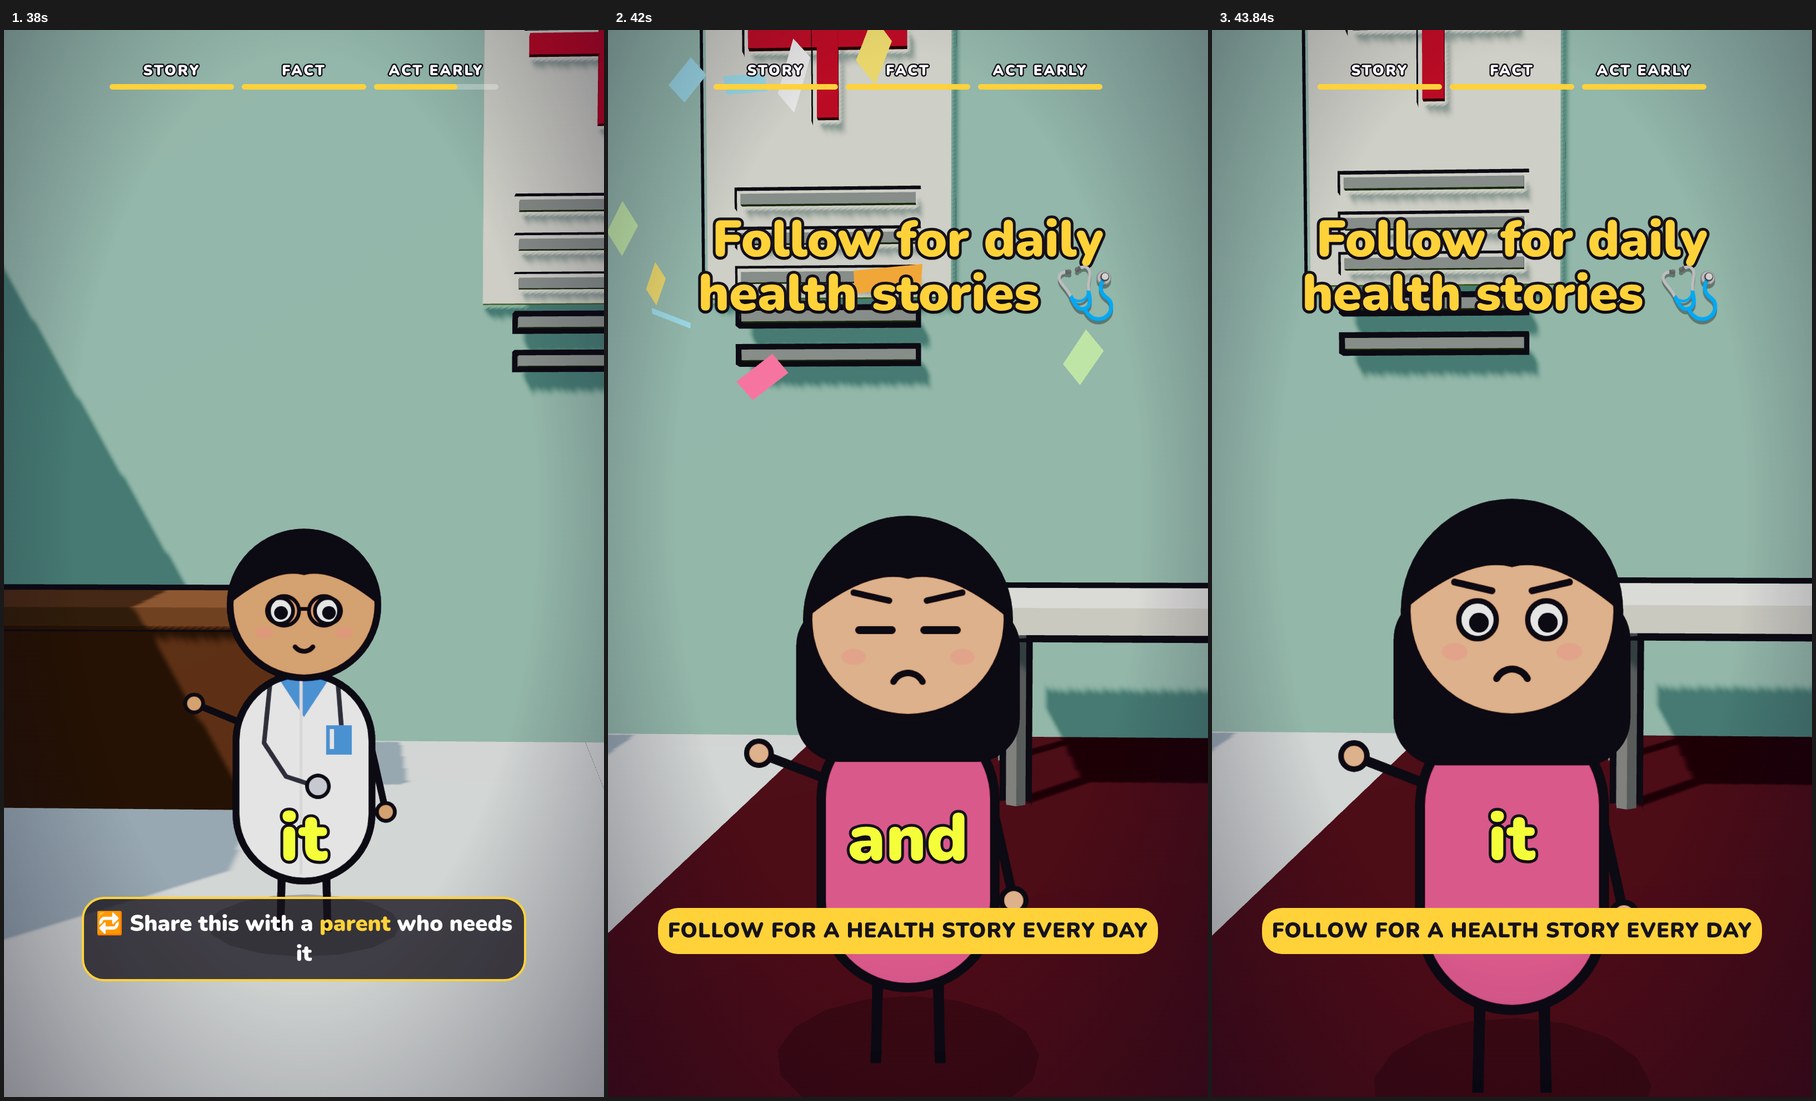 1. 38s
STORY FACT ACT EARLY
it
🔁 Share this with a parent who needs
it
2. 42s
STORY FACT ACT EARLY
Follow for daily
health stories 🩺
and
FOLLOW FOR A HEALTH STORY EVERY DAY
3. 43.84s
STORY FACT ACT EARLY
Follow for daily
health stories 🩺
it
FOLLOW FOR A HEALTH STORY EVERY DAY